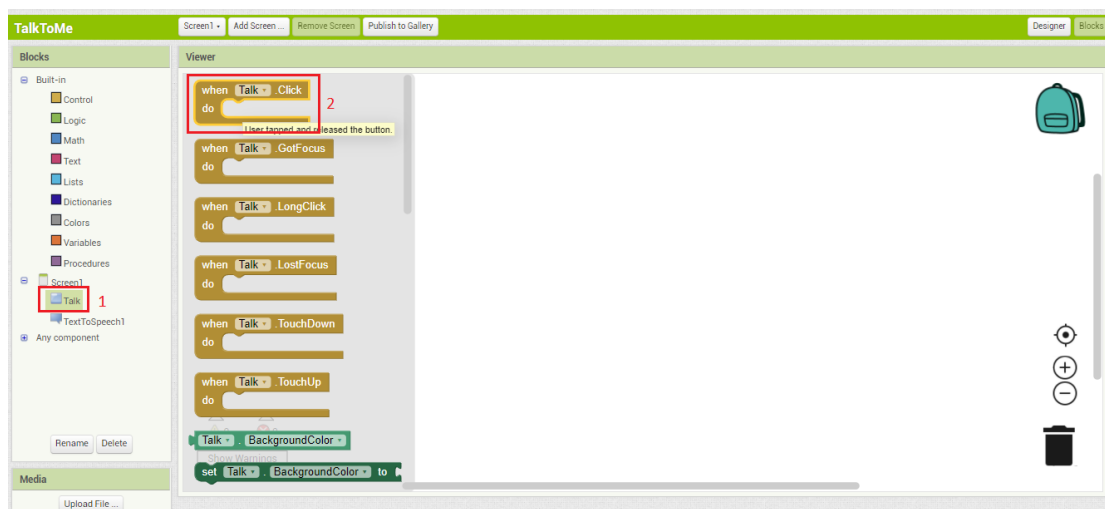 TalkToMe
Screen1
Add Screen ...
Remove Screen
Publish to Gallery
Designer
Blocks
Blocks
Built-in
Control
Logic
Math
Text
Lists
Dictionaries
Colors
Variables
Procedures
Screen1
Talk
1
TextToSpeech1
Any component
Rename
Delete
Media
Upload File ...
Viewer
when Talk .Click
do
2
User tapped and released the button.
when Talk .GotFocus
do
when Talk .LongClick
do
when Talk .LostFocus
do
when Talk .TouchDown
do
when Talk .TouchUp
do
Talk . BackgroundColor
Show Warnings
set Talk . BackgroundColor to